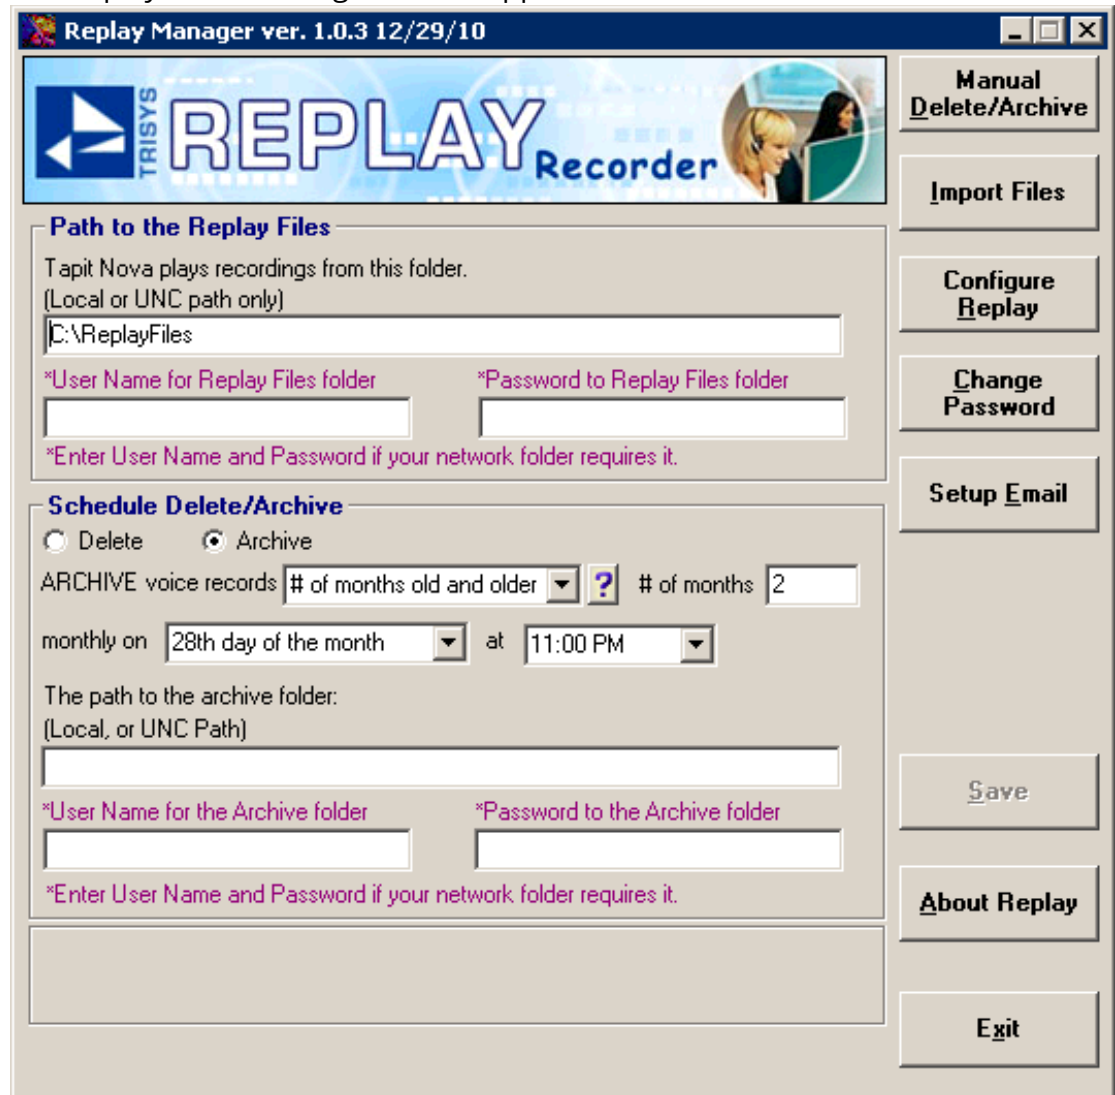 Replay Manager ver. 1.0.3 12/29/10
TRISYS
REPLAY
Recorder
Manual
Delete/Archive
Import Files
Configure
Replay
Change
Password
Setup Email
Save
About Replay
Exit
Path to the Replay Files
Tapit Nova plays recordings from this folder.
(Local or UNC path only)
C:\ReplayFiles
*User Name for Replay Files folder *Password to Replay Files folder
*Enter User Name and Password if your network folder requires it.
Schedule Delete/Archive
Delete Archive
ARCHIVE voice records # of months old and older ? # of months 2
monthly on 28th day of the month at 11:00 PM
The path to the archive folder:
(Local, or UNC Path)
*User Name for the Archive folder *Password to the Archive folder
*Enter User Name and Password if your network folder requires it.